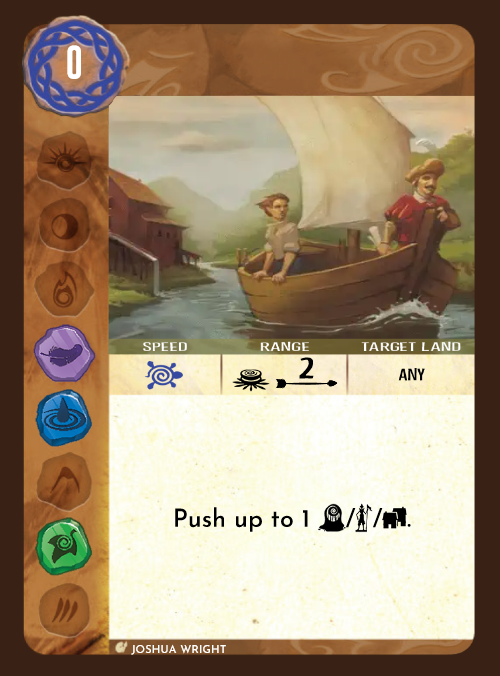 0
SPEED RANGE TARGET LAND
2 ANY
Push up to 1 / / .
JOSHUA WRIGHT